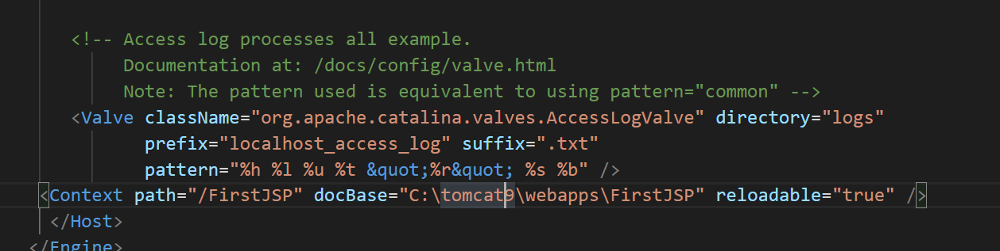 <!-- Access log processes all example.
Documentation at: /docs/config/valve.html
Note: The pattern used is equivalent to using pattern="common" -->
<Valve className="org.apache.catalina.valves.AccessLogValve" directory="logs"
prefix="localhost_access_log" suffix=".txt"
pattern="%h %l %u %t &quot;%r&quot; %s %b" />
<Context path="/FirstJSP" docBase="C:\tomcat9\webapps\FirstJSP" reloadable="true" />
</Host>
</Engine>